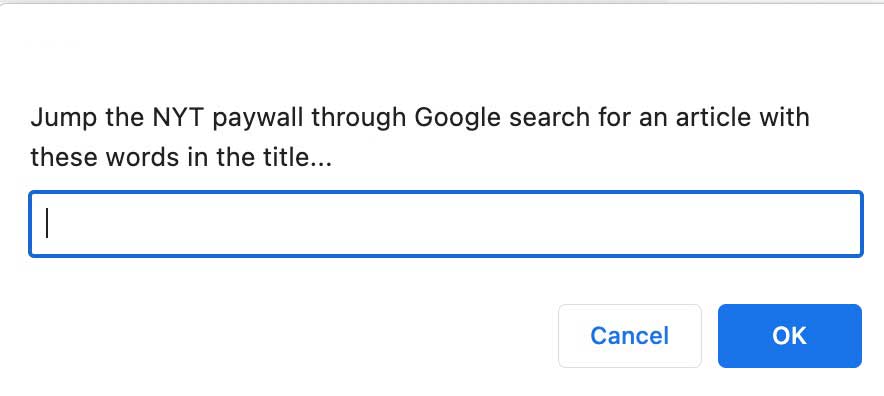 Jump the NYT paywall through Google search for an article with
these words in the title...
Cancel
OK